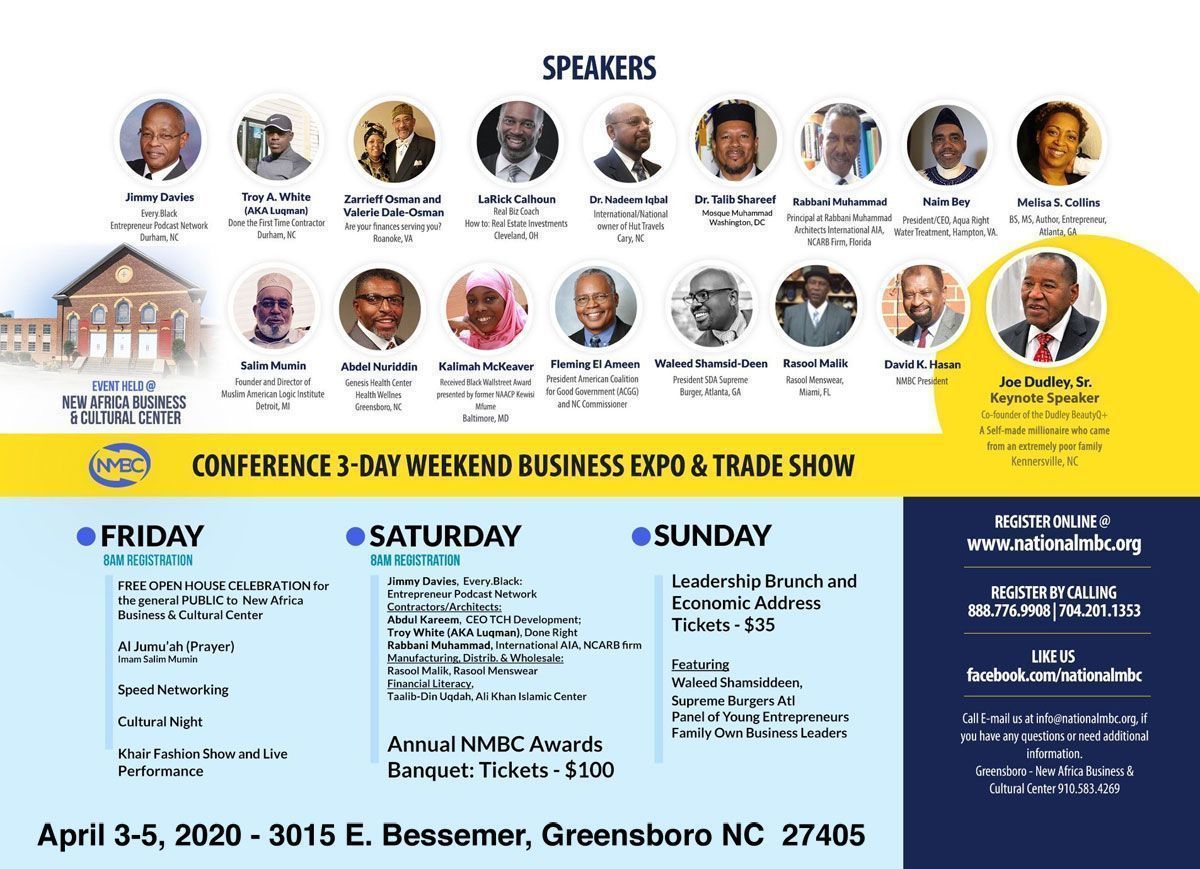 SPEAKERS
Jimmy Davies
Every.Black
Entrepreneur Podcast Network
Durham, NC
Troy A. White
(AKA Luqman)
Done the First Time Contractor
Durham, NC
Zarrieff Osman and
Valerie Dale-Osman
Are your finances serving you?
Roanoke, VA
LaRick Calhoun
Real Biz Coach
How to: Real Estate Investments
Cleveland, OH
Dr. Nadeem Iqbal
International/National
owner of Hut Travels
Cary, NC
Dr. Talib Shareef
Mosque Muhammad
Washington, DC
Rabbani Muhammad
Principal at Rabbani Muhammad
Architects International AIA,
NCARB Firm, Florida
Naim Bey
President/CEO, Aqua Right
Water Treatment, Hampton, VA.
Melisa S. Collins
BS, MS, Author, Entrepreneur,
Atlanta, GA
Salim Mumin
Founder and Director of
Muslim American Logic Institute
Detroit, MI
Abdel Nuriddin
Genesis Health Center
Health Wellnes
Greensboro, NC
Kalimah McKeaver
Received Black Wallstreet Award
presented by former NAACP Kewisi
Mfume
Baltimore, MD
Fleming El Ameen
President American Coalition
for Good Government (ACGG)
and NC Commissioner
Waleed Shamsid-Deen
President SDA Supreme
Burger, Atlanta, GA
Rasool Malik
Rasool Menswear,
Miami, FL
David K. Hasan
NMBC President
Joe Dudley, Sr.
Keynote Speaker
Co-founder of the Dudley BeautyQ+
A Self-made millionaire who came
from an extremely poor family
Kennersville, NC
EVENT HELD @
NEW AFRICA BUSINESS
& CULTURAL CENTER
NMBC
CONFERENCE 3-DAY WEEKEND BUSINESS EXPO & TRADE SHOW
FRIDAY
8AM REGISTRATION
FREE OPEN HOUSE CELEBRATION for
the general PUBLIC to New Africa
Business & Cultural Center
Al Jumu'ah (Prayer)
Imam Salim Mumin
Speed Networking
Cultural Night
Khair Fashion Show and Live
Performance
SATURDAY
8AM REGISTRATION
Jimmy Davies, Every.Black:
Entrepreneur Podcast Network
Contractors/Architects:
Abdul Kareem, CEO TCH Development;
Troy White (AKA Luqman), Done Right
Rabbani Muhammad, International AIA, NCARB firm
Manufacturing, Distrib. & Wholesale:
Rasool Malik, Rasool Menswear
Financial Literacy,
Taalib-Din Uqdah, Ali Khan Islamic Center
Annual NMBC Awards
Banquet: Tickets - $100
SUNDAY
Leadership Brunch and
Economic Address
Tickets - $35
Featuring
Waleed Shamsiddeen,
Supreme Burgers Atl
Panel of Young Entrepreneurs
Family Own Business Leaders
REGISTER ONLINE @
www.nationalmbc.org
REGISTER BY CALLING
888.776.9908 | 704.201.1353
LIKE US
facebook.com/nationalmbc
Call E-mail us at info@nationalmbc.org, if
you have any questions or need additional
information.
Greensboro - New Africa Business &
Cultural Center 910.583.4269
April 3-5, 2020 - 3015 E. Bessemer, Greensboro NC 27405